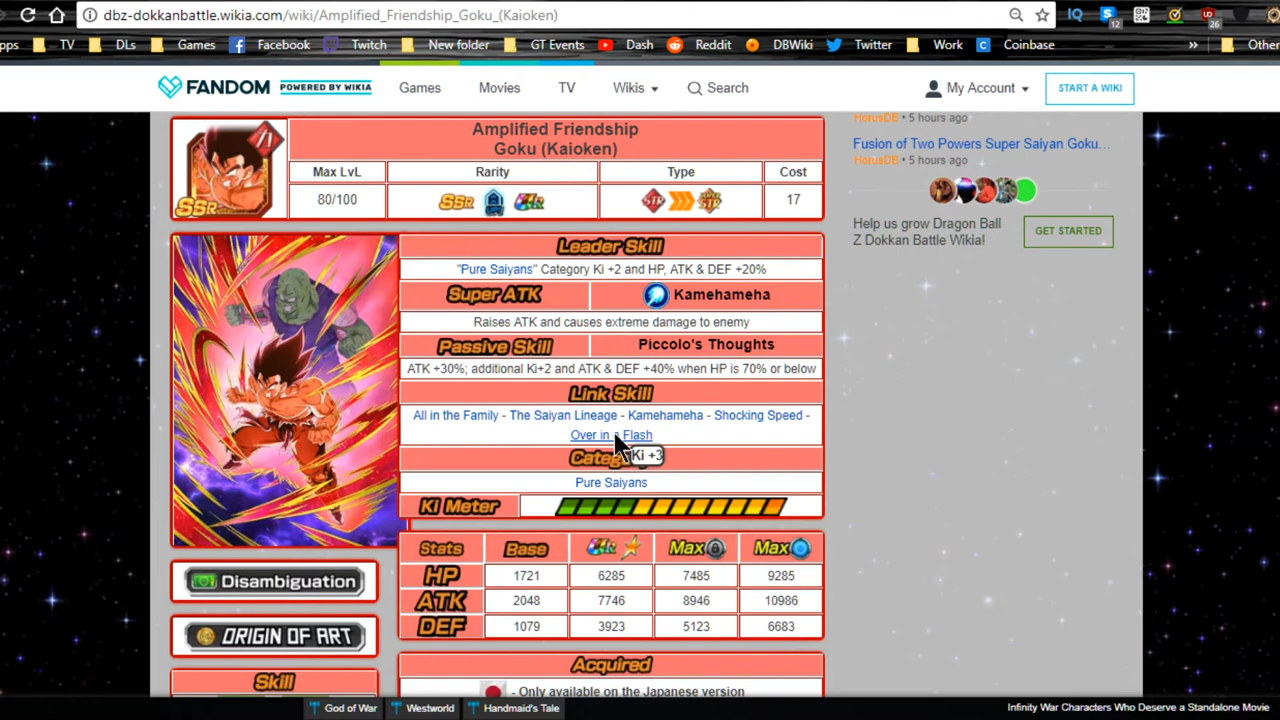 dbz-dokkanbattle.wikia.com/wiki/Amplified_Friendship_Goku_(Kaioken)
12
26
pps TV DLs Games Facebook Twitch New folder GT Events Dash Reddit DBWiki Twitter Work Coinbase » Other
FANDOM POWERED BY WIKIA Games Movies TV Wikis Search My Account START A WIKI
HorusDB • 5 hours ago
Fusion of Two Powers Super Saiyan Goku...
HorusDB • 5 hours ago
Help us grow Dragon Ball
Z Dokkan Battle Wikia!
GET STARTED
Amplified Friendship
Goku (Kaioken)
Max LvL Rarity Type Cost
80/100 SSR STR 17
SSR
Leader Skill
"Pure Saiyans" Category Ki +2 and HP, ATK & DEF +20%
Super ATK Kamehameha
Raises ATK and causes extreme damage to enemy
Passive Skill Piccolo's Thoughts
ATK +30%; additional Ki+2 and ATK & DEF +40% when HP is 70% or below
Link Skill
All in the Family - The Saiyan Lineage - Kamehameha - Shocking Speed -
Over in a Flash
Ki +3
Pure Saiyans
Ki Meter
Stats Base Max Max
HP 1721 6285 7485 9285
ATK 2048 7746 8946 10986
DEF 1079 3923 5123 6683
Disambiguation
ORIGIN OF ART
Skill
Acquired
- Only available on the Japanese version
God of War Westworld Handmaid's Tale Infinity War Characters Who Deserve a Standalone Movie